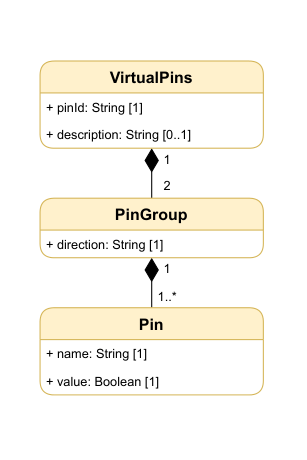 VirtualPins
+ pinId: String [1]
+ description: String [0..1]
1
2
PinGroup
+ direction: String [1]
1
1..*
Pin
+ name: String [1]
+ value: Boolean [1]